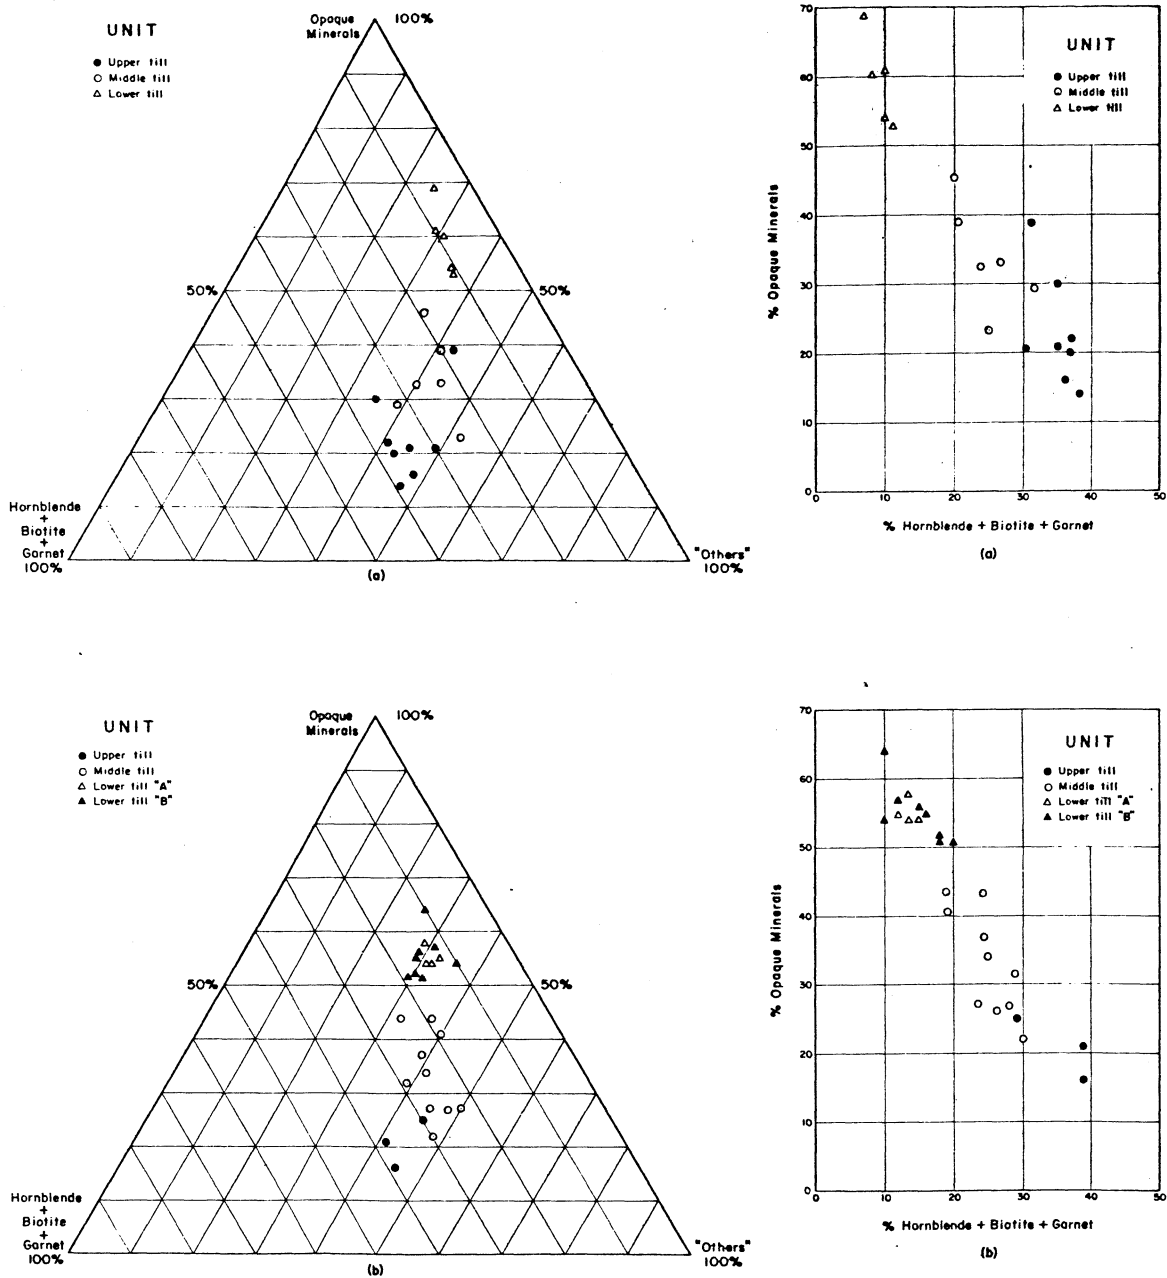 UNIT
● Upper till
○ Middle till
△ Lower till
Opaque
Minerals
100%
50%
50%
Hornblende
+
Biotite
+
Garnet
100%
"Others"
100%
(a)
70
60
50
40
30
20
10
0
% Opaque Minerals
UNIT
● Upper till
○ Middle till
△ Lower till
0 10 20 30 40 50
% Hornblende + Biotite + Garnet
(a)
UNIT
● Upper till
○ Middle till
△ Lower till "A"
▲ Lower till "B"
Opaque
Minerals
100%
50%
50%
Hornblende
+
Biotite
+
Garnet
100%
"Others"
100%
(b)
70
60
50
40
30
20
10
0
% Opaque Minerals
UNIT
● Upper till
○ Middle till
△ Lower till "A"
▲ Lower till "B"
0 10 20 30 40 50
% Hornblende + Biotite + Garnet
(b)